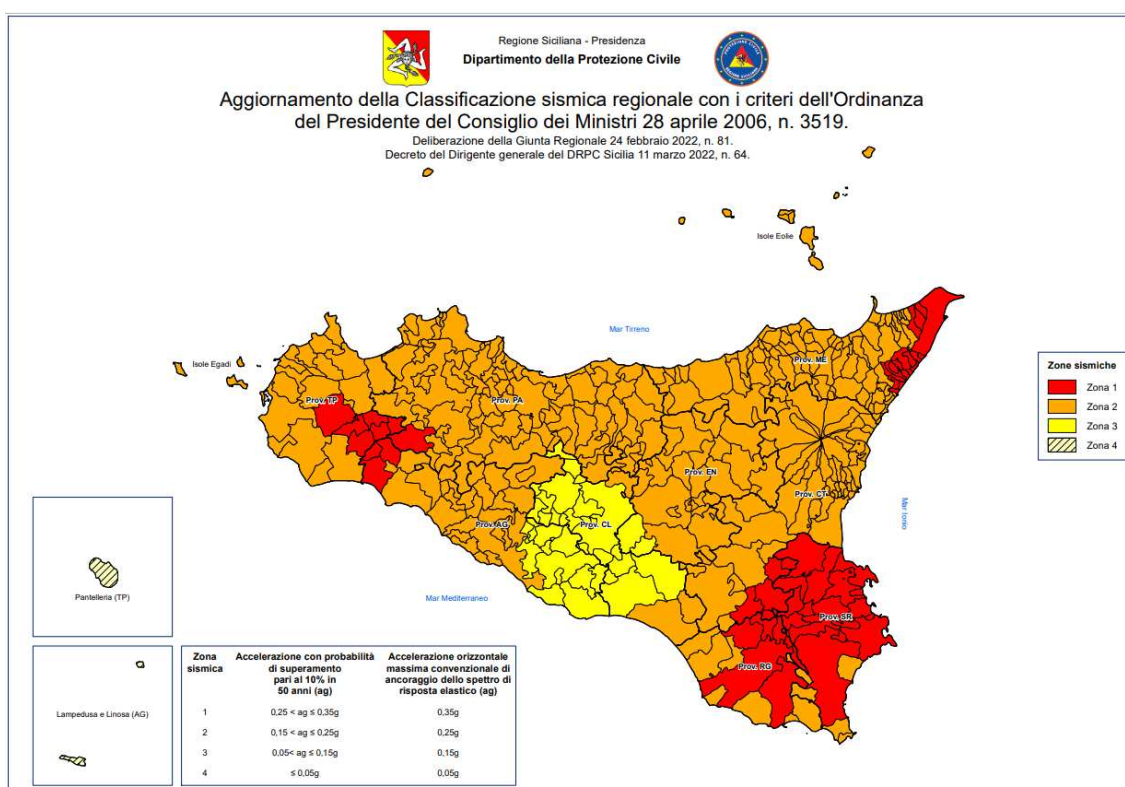 Regione Siciliana - Presidenza
Dipartimento della Protezione Civile
Aggiornamento della Classificazione sismica regionale con i criteri dell'Ordinanza
del Presidente del Consiglio dei Ministri 28 aprile 2006, n. 3519.
Deliberazione della Giunta Regionale 24 febbraio 2022, n. 81.
Decreto del Dirigente generale del DRPC Sicilia 11 marzo 2022, n. 64.
Isole Eolie
Mar Tirreno
Isole Egadi
Prov. ME
Prov. TP
Prov. PA
Prov. EN
Prov. CT
Prov. AG
Prov. CL
Mar Ionio
Mar Mediterraneo
Prov. SR
Prov. RG
Zone sismiche
Zona 1
Zona 2
Zona 3
Zona 4
Pantelleria (TP)
Lampedusa e Linosa (AG)
Zona sismica
Accelerazione con probabilità di superamento pari al 10% in 50 anni (ag)
Accelerazione orizzontale massima convenzionale di ancoraggio dello spettro di risposta elastico (ag)
1 0,25 < ag ≤ 0,35g 0,35g
2 0,15 < ag ≤ 0,25g 0,25g
3 0,05< ag ≤ 0,15g 0,15g
4 ≤ 0,05g 0,05g